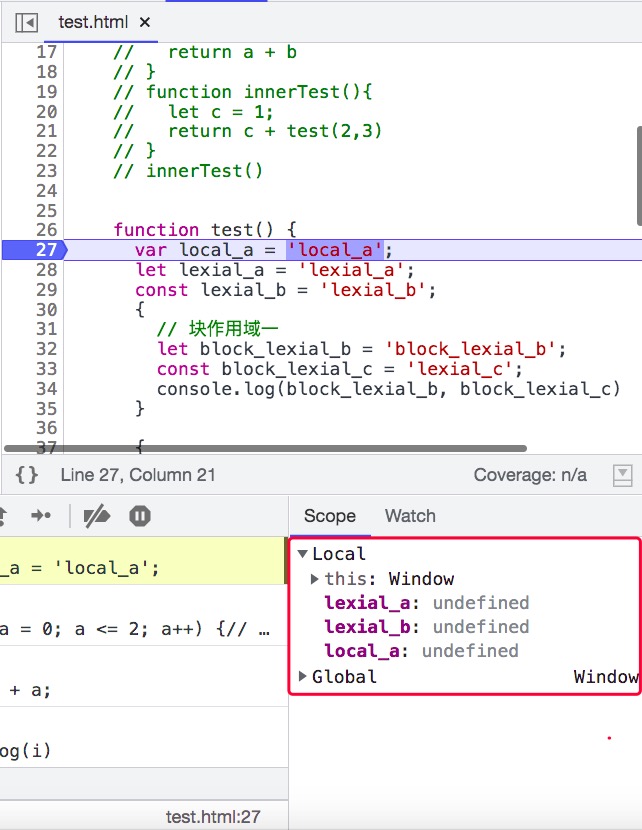 test.html ×
17 //   return a + b
18 // }
19 // function innerTest(){
20 //   let c = 1;
21 //   return c + test(2,3)
22 // }
23 // innerTest()
24
25
26 function test() {
27 var local_a = 'local_a';
28 let lexial_a = 'lexial_a';
29 const lexial_b = 'lexial_b';
30 {
31 // 块作用域一
32 let block_lexial_b = 'block_lexial_b';
33 const block_lexial_c = 'lexial_c';
34 console.log(block_lexial_b, block_lexial_c)
35 }
36
37 {
{} Line 27, Column 21 Coverage: n/a
Scope Watch
_a = 'local_a';
a = 0; a <= 2; a++) {// …
+ a;
og(i)
test.html:27
Local
this: Window
lexial_a: undefined
lexial_b: undefined
local_a: undefined
Global Window